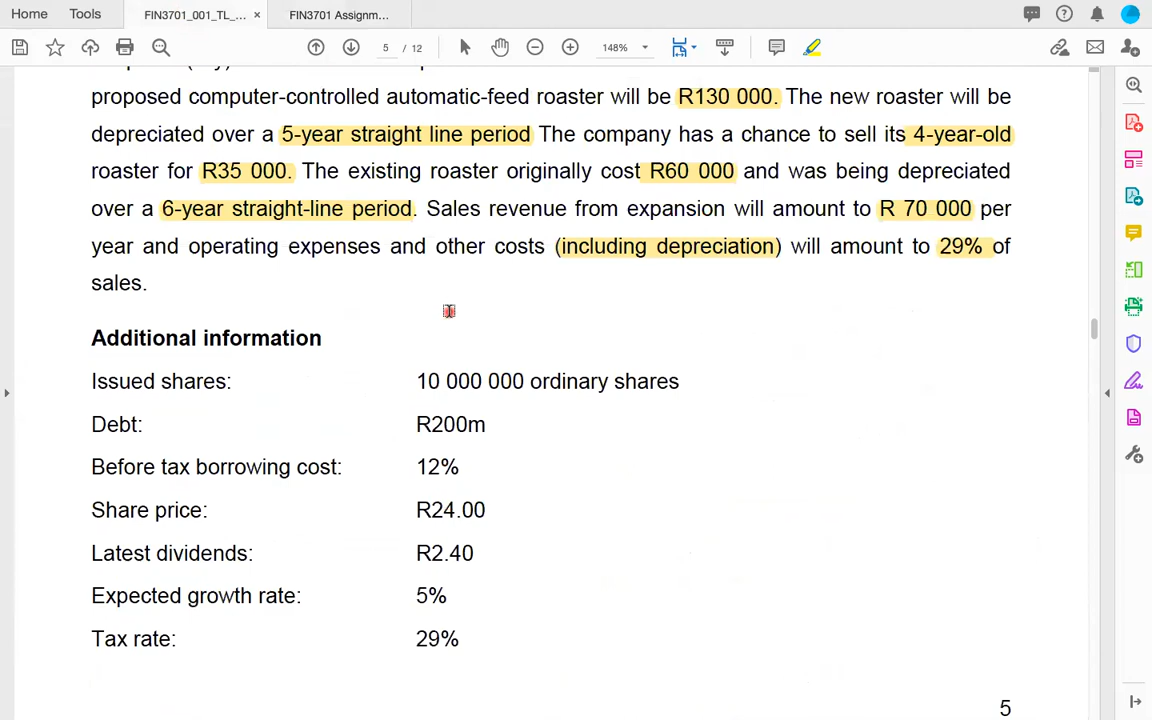 Home Tools FIN3701_001_TL_... × FIN3701 Assignm...
5 / 12 148%
proposed computer-controlled automatic-feed roaster will be R130 000. The new roaster will be
depreciated over a 5-year straight line period The company has a chance to sell its 4-year-old
roaster for R35 000. The existing roaster originally cost R60 000 and was being depreciated
over a 6-year straight-line period. Sales revenue from expansion will amount to R 70 000 per
year and operating expenses and other costs (including depreciation) will amount to 29% of
sales.
Additional information
Issued shares: 10 000 000 ordinary shares
Debt: R200m
Before tax borrowing cost: 12%
Share price: R24.00
Latest dividends: R2.40
Expected growth rate: 5%
Tax rate: 29%
5